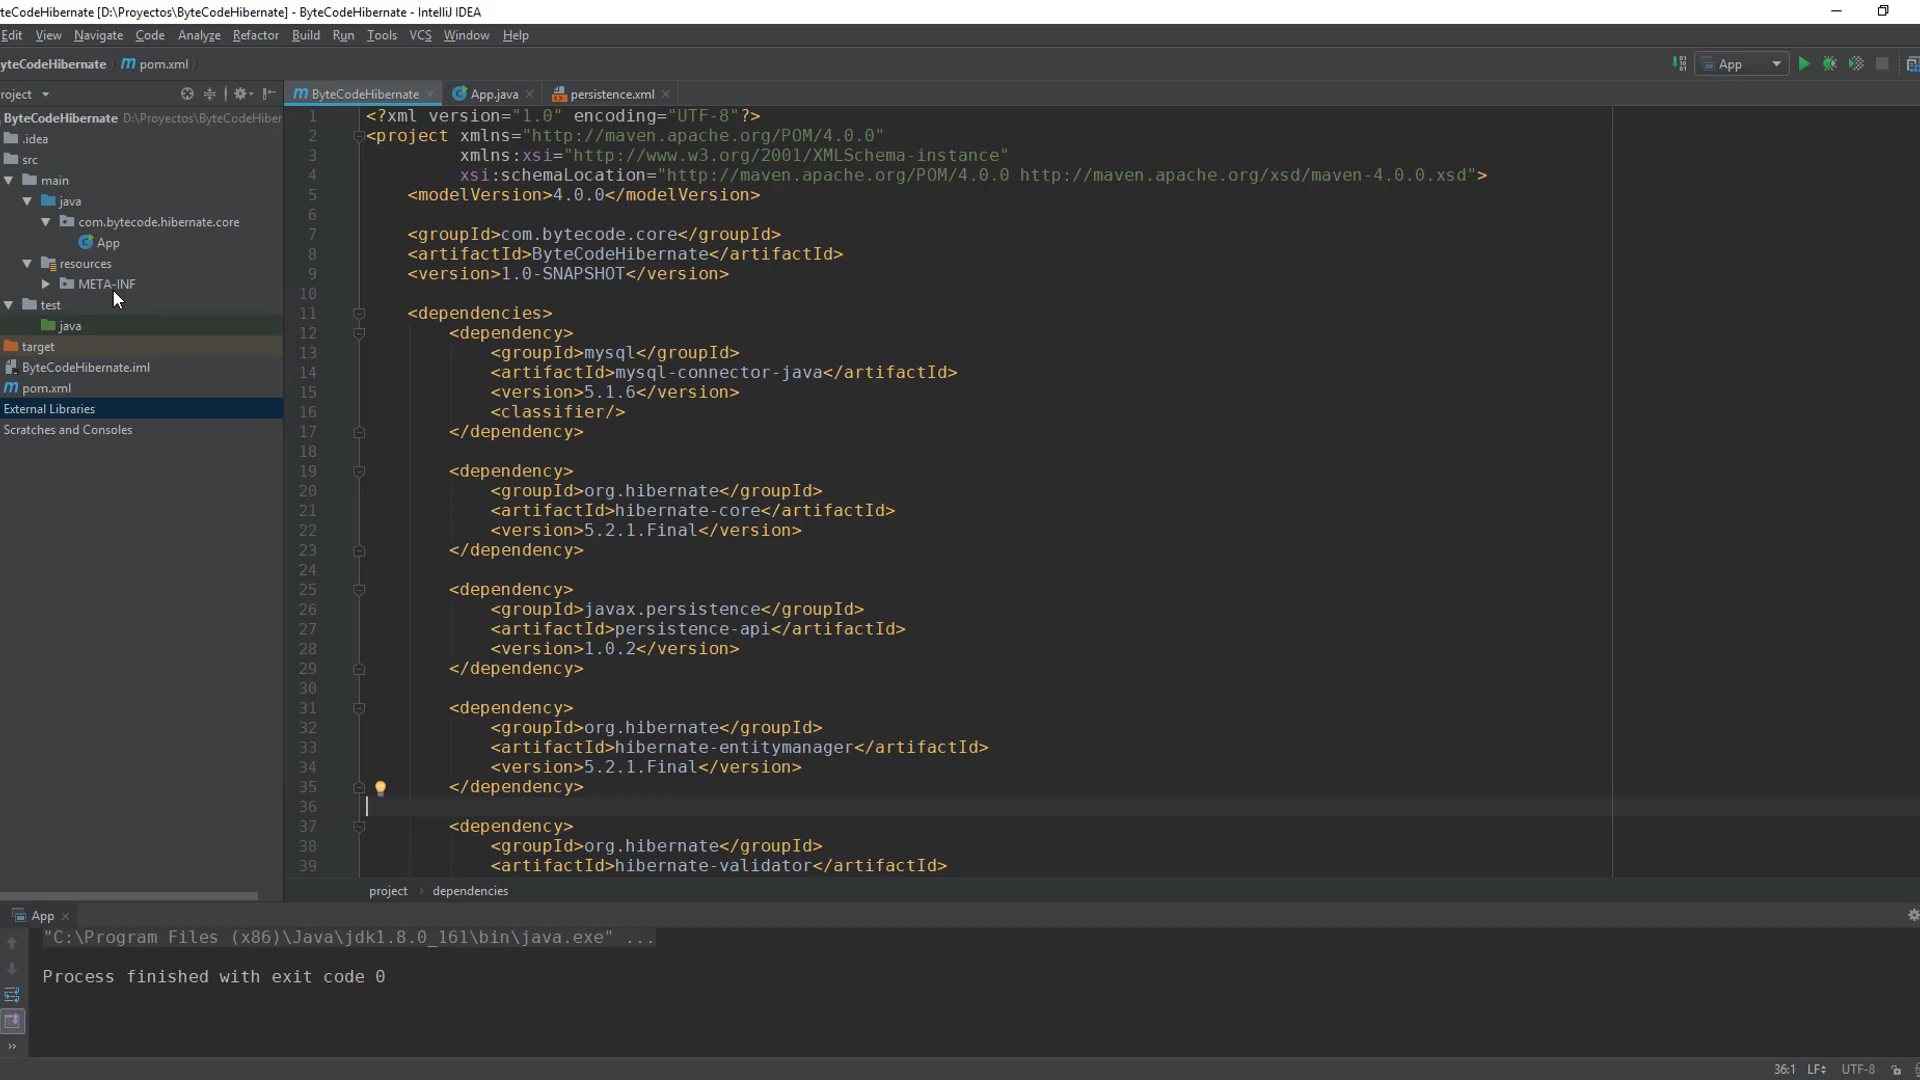 teCodeHibernate [D:\Proyectos\ByteCodeHibernate] - ByteCodeHibernate - IntelliJ IDEA
Edit View Navigate Code Analyze Refactor Build Run Tools VCS Window Help
yteCodeHibernate pom.xml
App
roject
ByteCodeHibernate App.java persistence.xml
ByteCodeHibernate D:\Proyectos\ByteCodeHiber
.idea
src
main
java
com.bytecode.hibernate.core
App
resources
META-INF
test
java
target
ByteCodeHibernate.iml
pom.xml
External Libraries
Scratches and Consoles
1 <?xml version="1.0" encoding="UTF-8"?>
2 <project xmlns="http://maven.apache.org/POM/4.0.0"
3 xmlns:xsi="http://www.w3.org/2001/XMLSchema-instance"
4 xsi:schemaLocation="http://maven.apache.org/POM/4.0.0 http://maven.apache.org/xsd/maven-4.0.0.xsd">
5 <modelVersion>4.0.0</modelVersion>
6
7 <groupId>com.bytecode.core</groupId>
8 <artifactId>ByteCodeHibernate</artifactId>
9 <version>1.0-SNAPSHOT</version>
10
11 <dependencies>
12 <dependency>
13 <groupId>mysql</groupId>
14 <artifactId>mysql-connector-java</artifactId>
15 <version>5.1.6</version>
16 <classifier/>
17 </dependency>
18
19 <dependency>
20 <groupId>org.hibernate</groupId>
21 <artifactId>hibernate-core</artifactId>
22 <version>5.2.1.Final</version>
23 </dependency>
24
25 <dependency>
26 <groupId>javax.persistence</groupId>
27 <artifactId>persistence-api</artifactId>
28 <version>1.0.2</version>
29 </dependency>
30
31 <dependency>
32 <groupId>org.hibernate</groupId>
33 <artifactId>hibernate-entitymanager</artifactId>
34 <version>5.2.1.Final</version>
35 </dependency>
36
37 <dependency>
38 <groupId>org.hibernate</groupId>
39 <artifactId>hibernate-validator</artifactId>
project › dependencies
App
"C:\Program Files (x86)\Java\jdk1.8.0_161\bin\java.exe" ...
Process finished with exit code 0
36:1 LF UTF-8